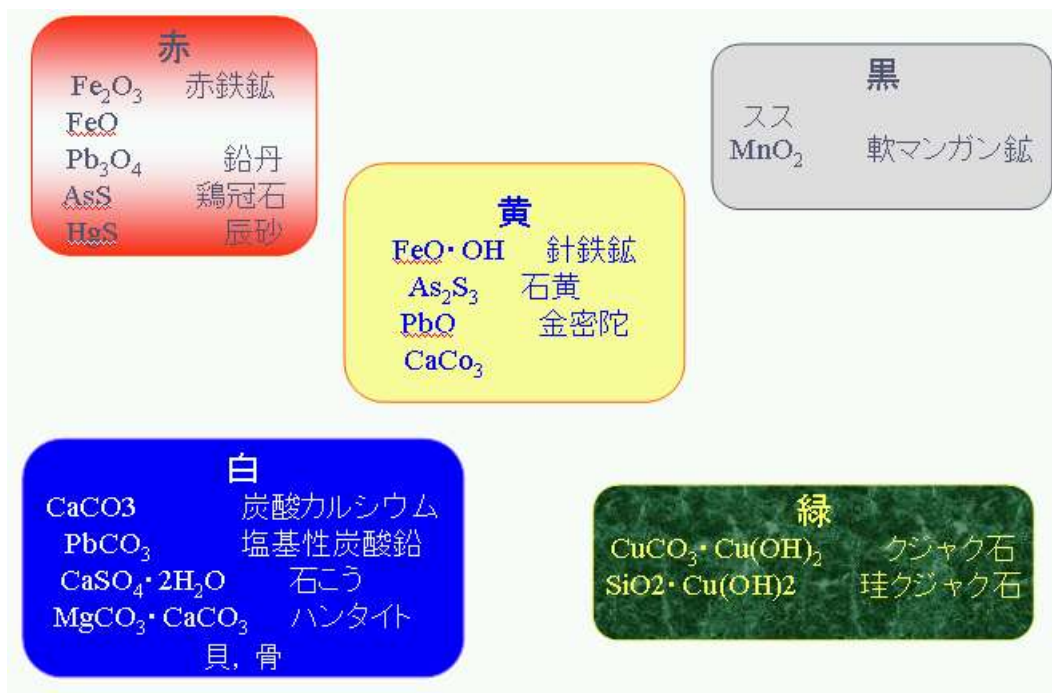 赤
Fe₂O₃ 赤鉄鉱
FeO
Pb₃O₄ 鉛丹
AsS 鶏冠石
HgS 辰砂
黒
スス
MnO₂ 軟マンガン鉱
黄
FeO・OH 針鉄鉱
As₂S₃ 石黄
PbO 金密陀
CaCo₃
白
CaCO3 炭酸カルシウム
PbCO₃ 塩基性炭酸鉛
CaSO₄・2H₂O 石こう
MgCO₃・CaCO₃ ハンタイト
貝，骨
緑
CuCO₃・Cu(OH)₂ クジャク石
SiO2・Cu(OH)2 珪クジャク石